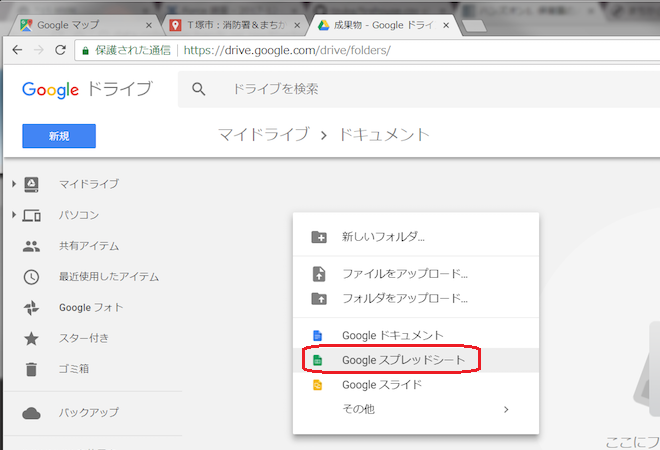 Google マップ
T塚市:消防署&まちか
成果物 - Google ドライ
保護された通信
https://drive.google.com/drive/folders/
Google ドライブ
ドライブを検索
新規
マイドライブ > ドキュメント
マイドライブ
パソコン
共有アイテム
最近使用したアイテム
Google フォト
スター付き
ゴミ箱
バックアップ
新しいフォルダ...
ファイルをアップロード...
フォルダをアップロード...
Google ドキュメント
Google スプレッドシート
Google スライド
その他
ここにフ